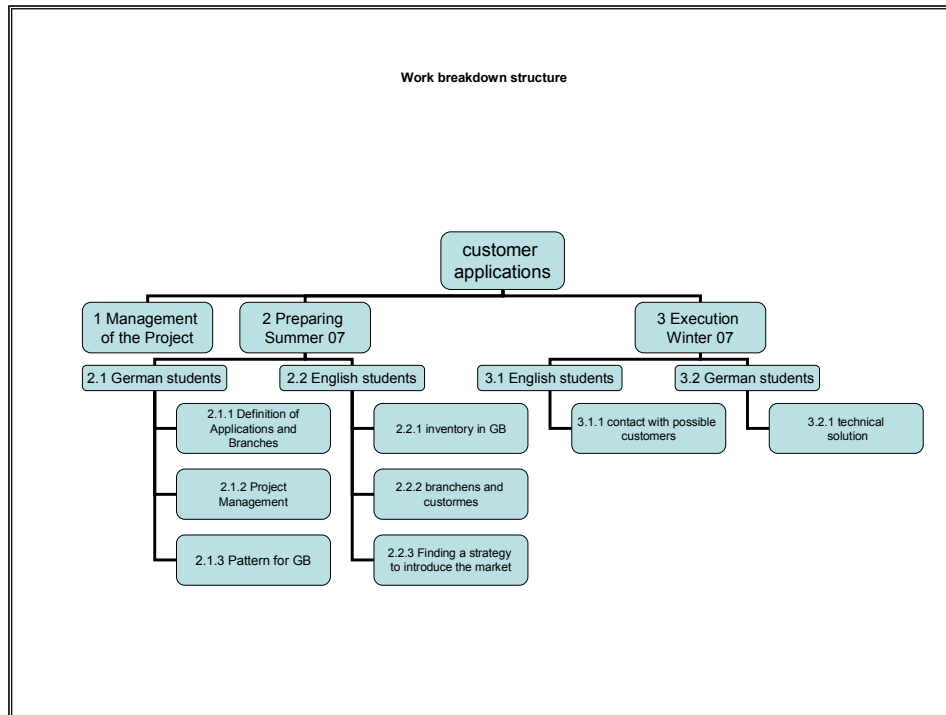 Work breakdown structure
customer
applications
1 Management
of the Project
2 Preparing
Summer 07
3 Execution
Winter 07
2.1 German students
2.2 English students
3.1 English students
3.2 German students
2.1.1 Definition of
Applications and
Branches
2.2.1 inventory in GB
3.1.1 contact with possible
customers
3.2.1 technical
solution
2.1.2 Project
Management
2.2.2 branchens and
custormes
2.1.3 Pattern for GB
2.2.3 Finding a strategy
to introduce the market